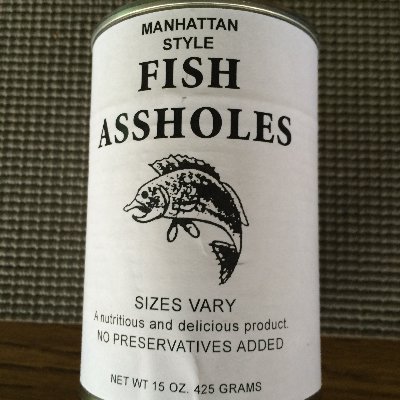 MANHATTAN
STYLE
FISH
ASSHOLES
SIZES VARY
A nutritious and delicious product.
NO PRESERVATIVES ADDED
NET WT 15 OZ. 425 GRAMS